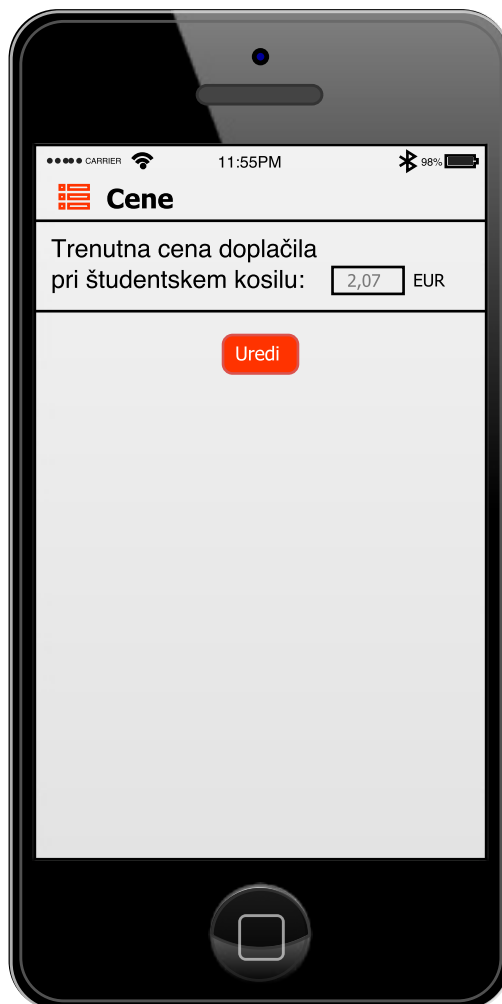 CARRIER 11:55PM 98%
Cene
Trenutna cena doplačila
pri študentskem kosilu: 2,07 EUR
Uredi